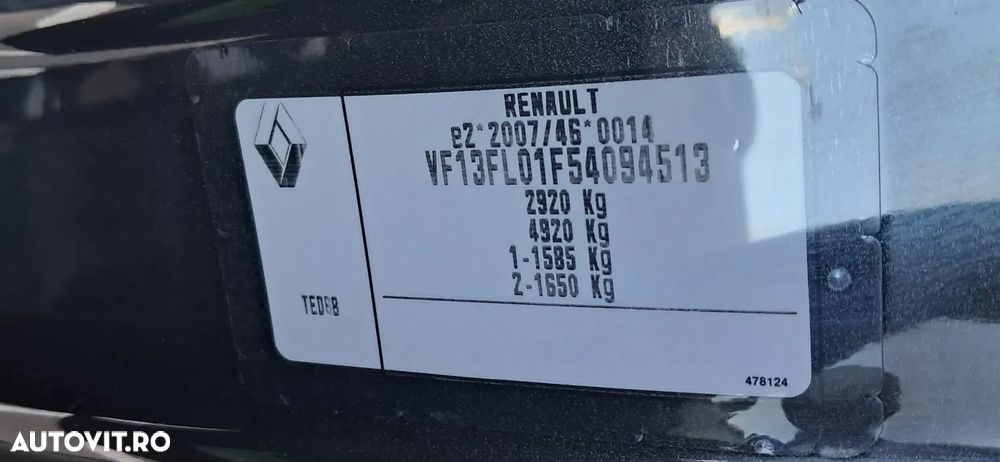 RENAULT
e2*2007/46*0014
VF13FL01F54094513
2920 Kg
4920 Kg
1-1585 Kg
2-1650 Kg
TED8B
478124
AUTOVIT.RO